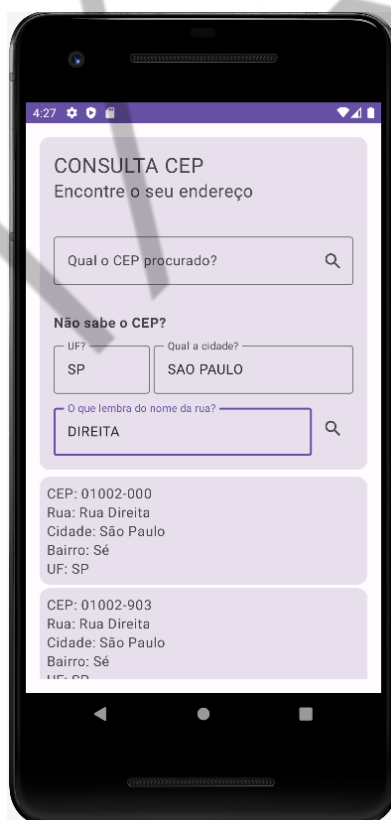 4:27
CONSULTA CEP
Encontre o seu endereço
Qual o CEP procurado?
Não sabe o CEP?
UF?
SP
Qual a cidade?
SAO PAULO
O que lembra do nome da rua?
DIREITA
CEP: 01002-000
Rua: Rua Direita
Cidade: São Paulo
Bairro: Sé
UF: SP
CEP: 01002-903
Rua: Rua Direita
Cidade: São Paulo
Bairro: Sé
UF: SP